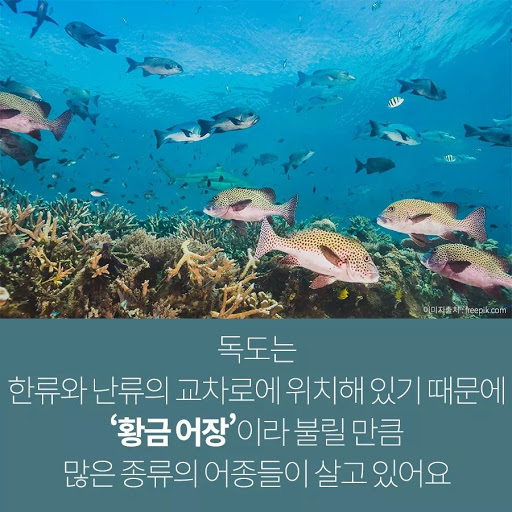 이미지출처 : freepik.com
독도는
한류와 난류의 교차로에 위치해 있기 때문에
‘황금 어장’이라 불릴 만큼
많은 종류의 어종들이 살고 있어요